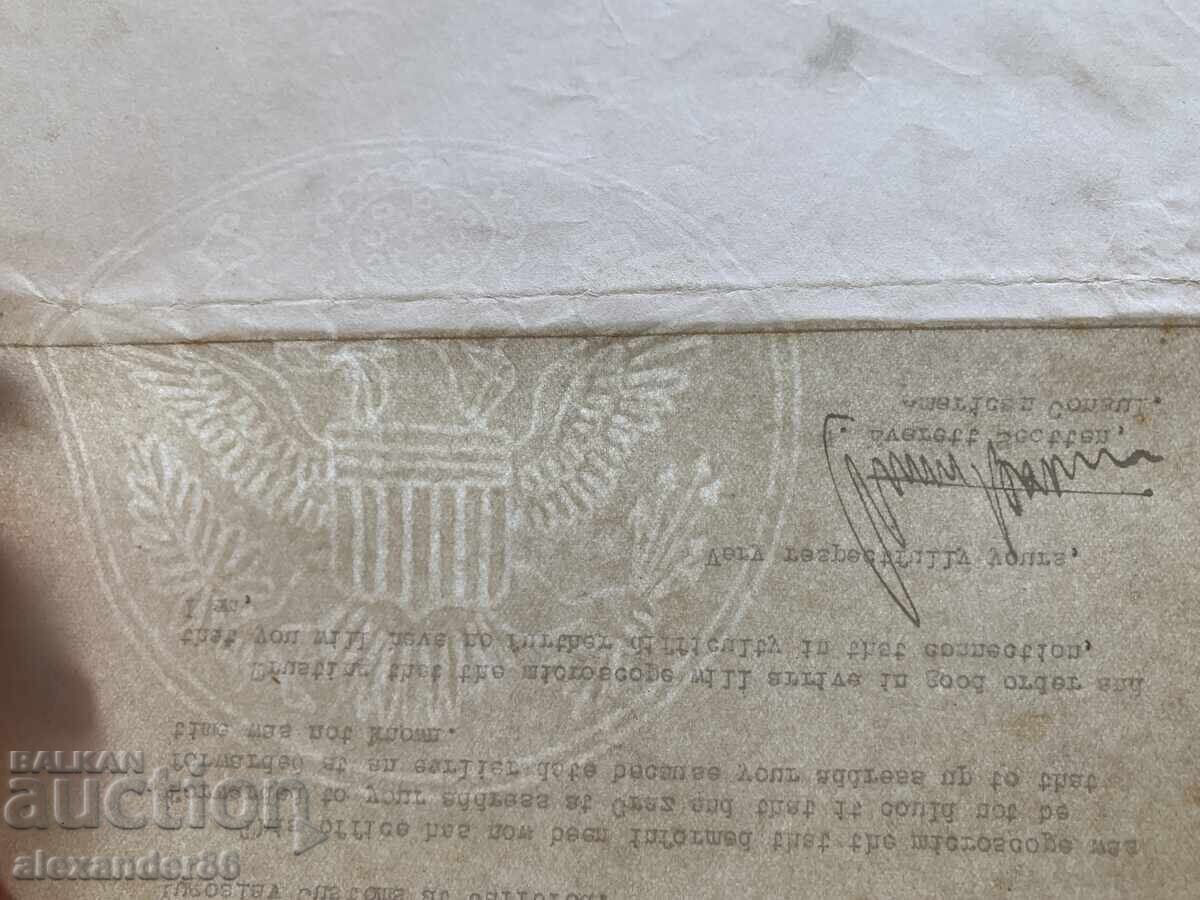 Customs at Caribrod.
This office has now been informed that the microscope was
forwarded to your address at Graz and that it could not be
forwarded at an earlier date because your address up to that
time was not known.
Trusting that the microscope will arrive in good order and
that you will have no further difficulty in that connection,
I am,
Very respectfully yours,
Everett Scotten,
American Consul.
BALKAN
auction
alexander86